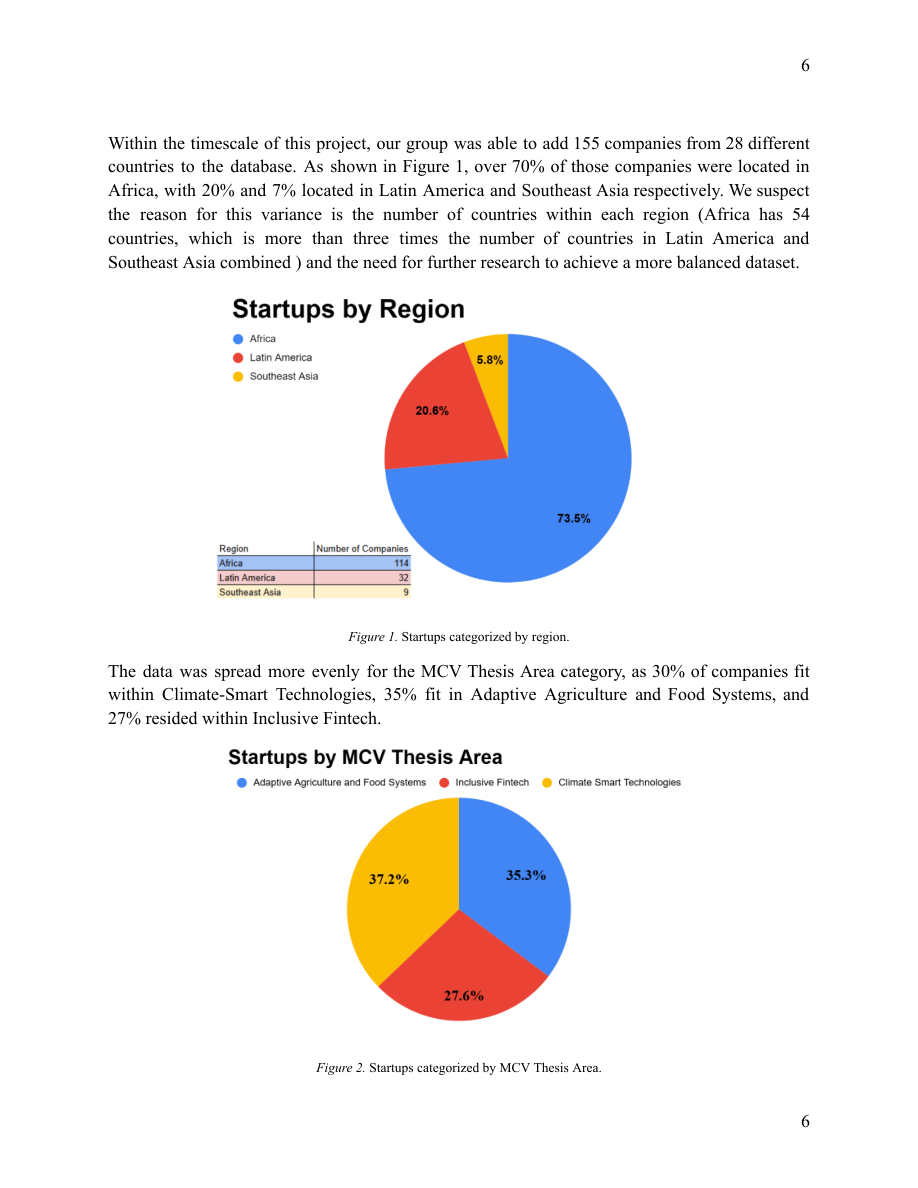 6
Within the timescale of this project, our group was able to add 155 companies from 28 different
countries to the database. As shown in Figure 1, over 70% of those companies were located in
Africa, with 20% and 7% located in Latin America and Southeast Asia respectively. We suspect
the reason for this variance is the number of countries within each region (Africa has 54
countries, which is more than three times the number of countries in Latin America and
Southeast Asia combined ) and the need for further research to achieve a more balanced dataset.
Startups by Region
Africa
Latin America
Southeast Asia
5.8%
20.6%
73.5%
Region Number of Companies
Africa 114
Latin America 32
Southeast Asia 9
Figure 1. Startups categorized by region.
The data was spread more evenly for the MCV Thesis Area category, as 30% of companies fit
within Climate-Smart Technologies, 35% fit in Adaptive Agriculture and Food Systems, and
27% resided within Inclusive Fintech.
Startups by MCV Thesis Area
Adaptive Agriculture and Food Systems Inclusive Fintech Climate Smart Technologies
37.2%
35.3%
27.6%
Figure 2. Startups categorized by MCV Thesis Area.
6